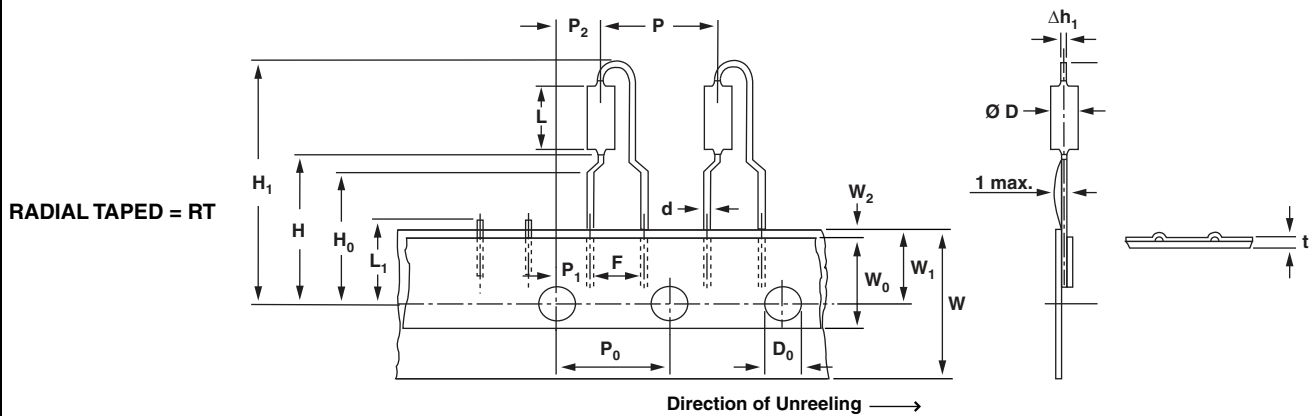 P2
P
Δh1
L
Ø D
H1
1 max.
RADIAL TAPED = RT
H
H0
d
W2
L1
P1
F
W0
W1
W
t
P0
D0
Direction of Unreeling →